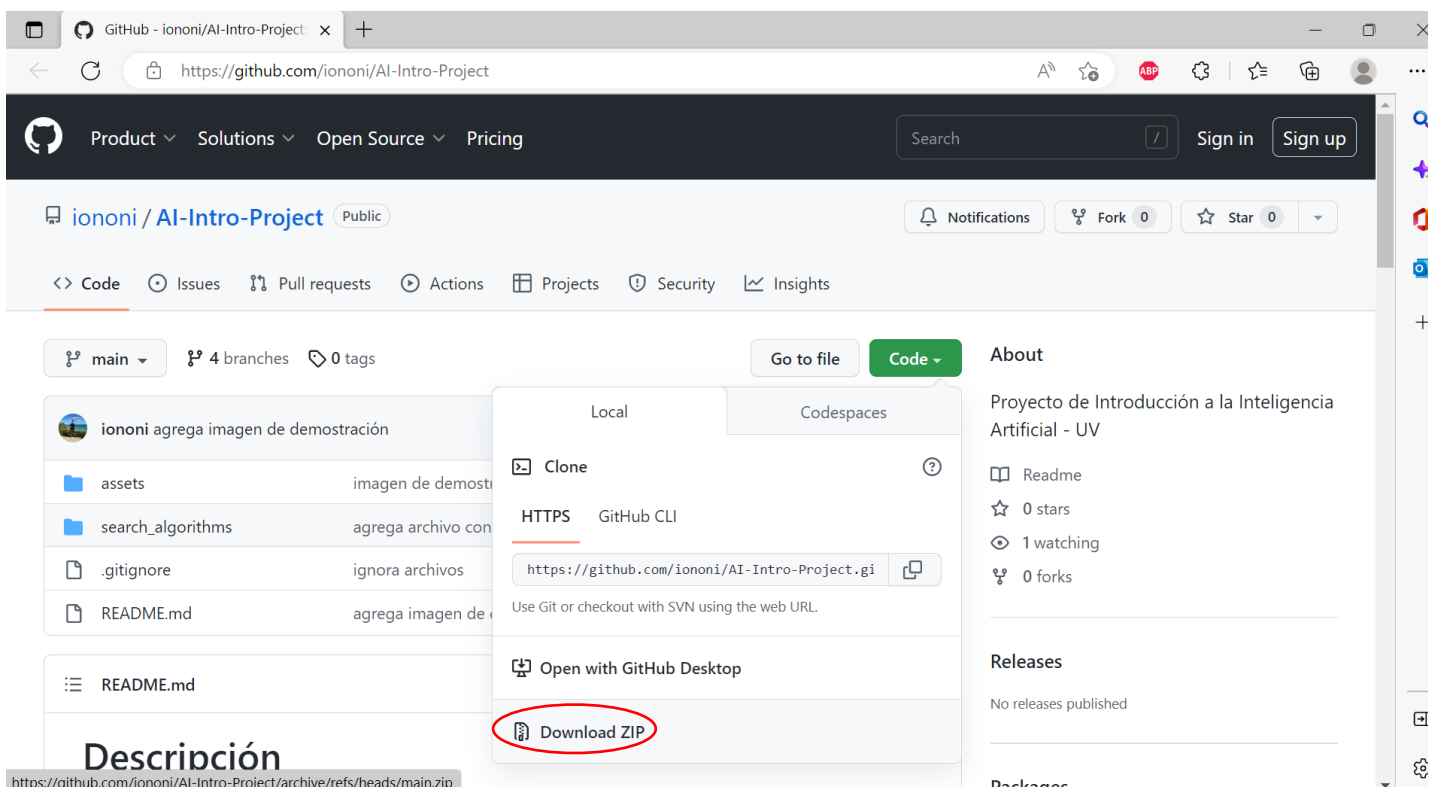 GitHub - iononi/AI-Intro-Project:
https://github.com/iononi/AI-Intro-Project
ABP
Product Solutions Open Source Pricing Search / Sign in Sign up
iononi / AI-Intro-Project Public Notifications Fork 0 Star 0
<> Code Issues Pull requests Actions Projects Security Insights
main 4 branches 0 tags Go to file Code
About
Proyecto de Introducción a la Inteligencia
Artificial - UV
Readme
0 stars
1 watching
0 forks
Releases
No releases published
Packages
Local Codespaces
Clone
HTTPS GitHub CLI
https://github.com/iononi/AI-Intro-Project.gi
Use Git or checkout with SVN using the web URL.
Open with GitHub Desktop
Download ZIP
iononi agrega imagen de demostración
assets imagen de demost
search_algorithms agrega archivo con
.gitignore ignora archivos
README.md agrega imagen de
README.md
Descripción
https://github.com/iononi/AI-Intro-Project/archive/refs/heads/main.zip